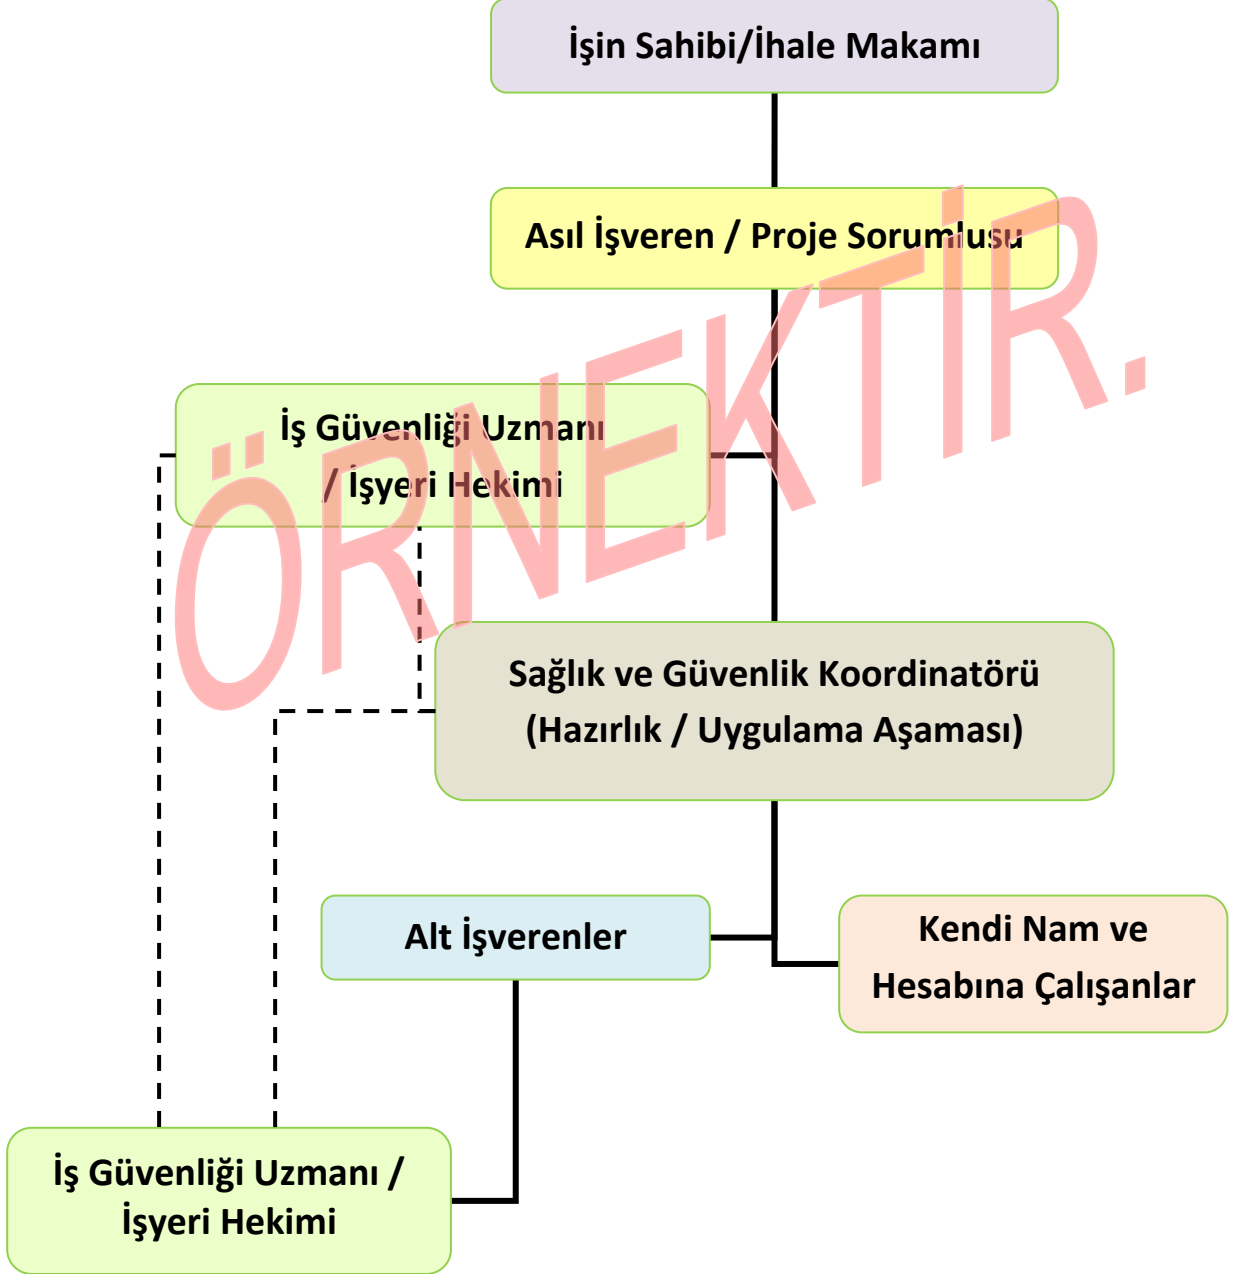 İşin Sahibi/İhale Makamı
Asıl İşveren / Proje Sorumlusu
İş Güvenliği Uzmanı
/ İşyeri Hekimi
ÖRNEKTİR.
Sağlık ve Güvenlik Koordinatörü
(Hazırlık / Uygulama Aşaması)
Alt İşverenler
Kendi Nam ve
Hesabına Çalışanlar
İş Güvenliği Uzmanı /
İşyeri Hekimi